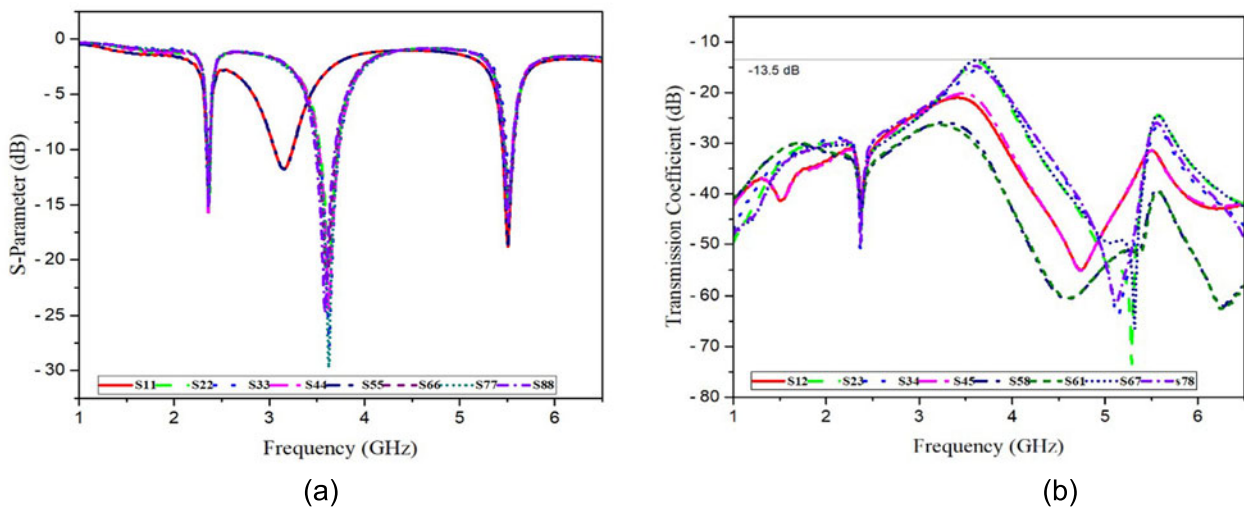 S-Parameter (dB)
0
- 5
- 10
- 15
- 20
- 25
- 30
S11 S22 S33 S44 S55 S66 S77 S88
1 2 3 4 5 6
Frequency (GHz)
(a)
Transmission Coefficient (dB)
- 10
- 20
- 30
- 40
- 50
- 60
- 70
- 80
-13.5 dB
S12 S23 S34 S45 S58 S61 S67 s78
1 2 3 4 5 6
Frequency (GHz)
(b)